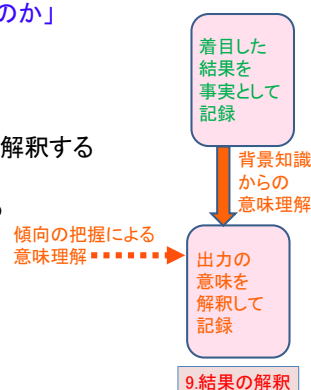 のか」
着目した
結果を
事実として
記録
解釈する
背景知識
からの
意味理解
傾向の把握による
意味理解
出力の
意味を
解釈して
記録
9.結果の解釈